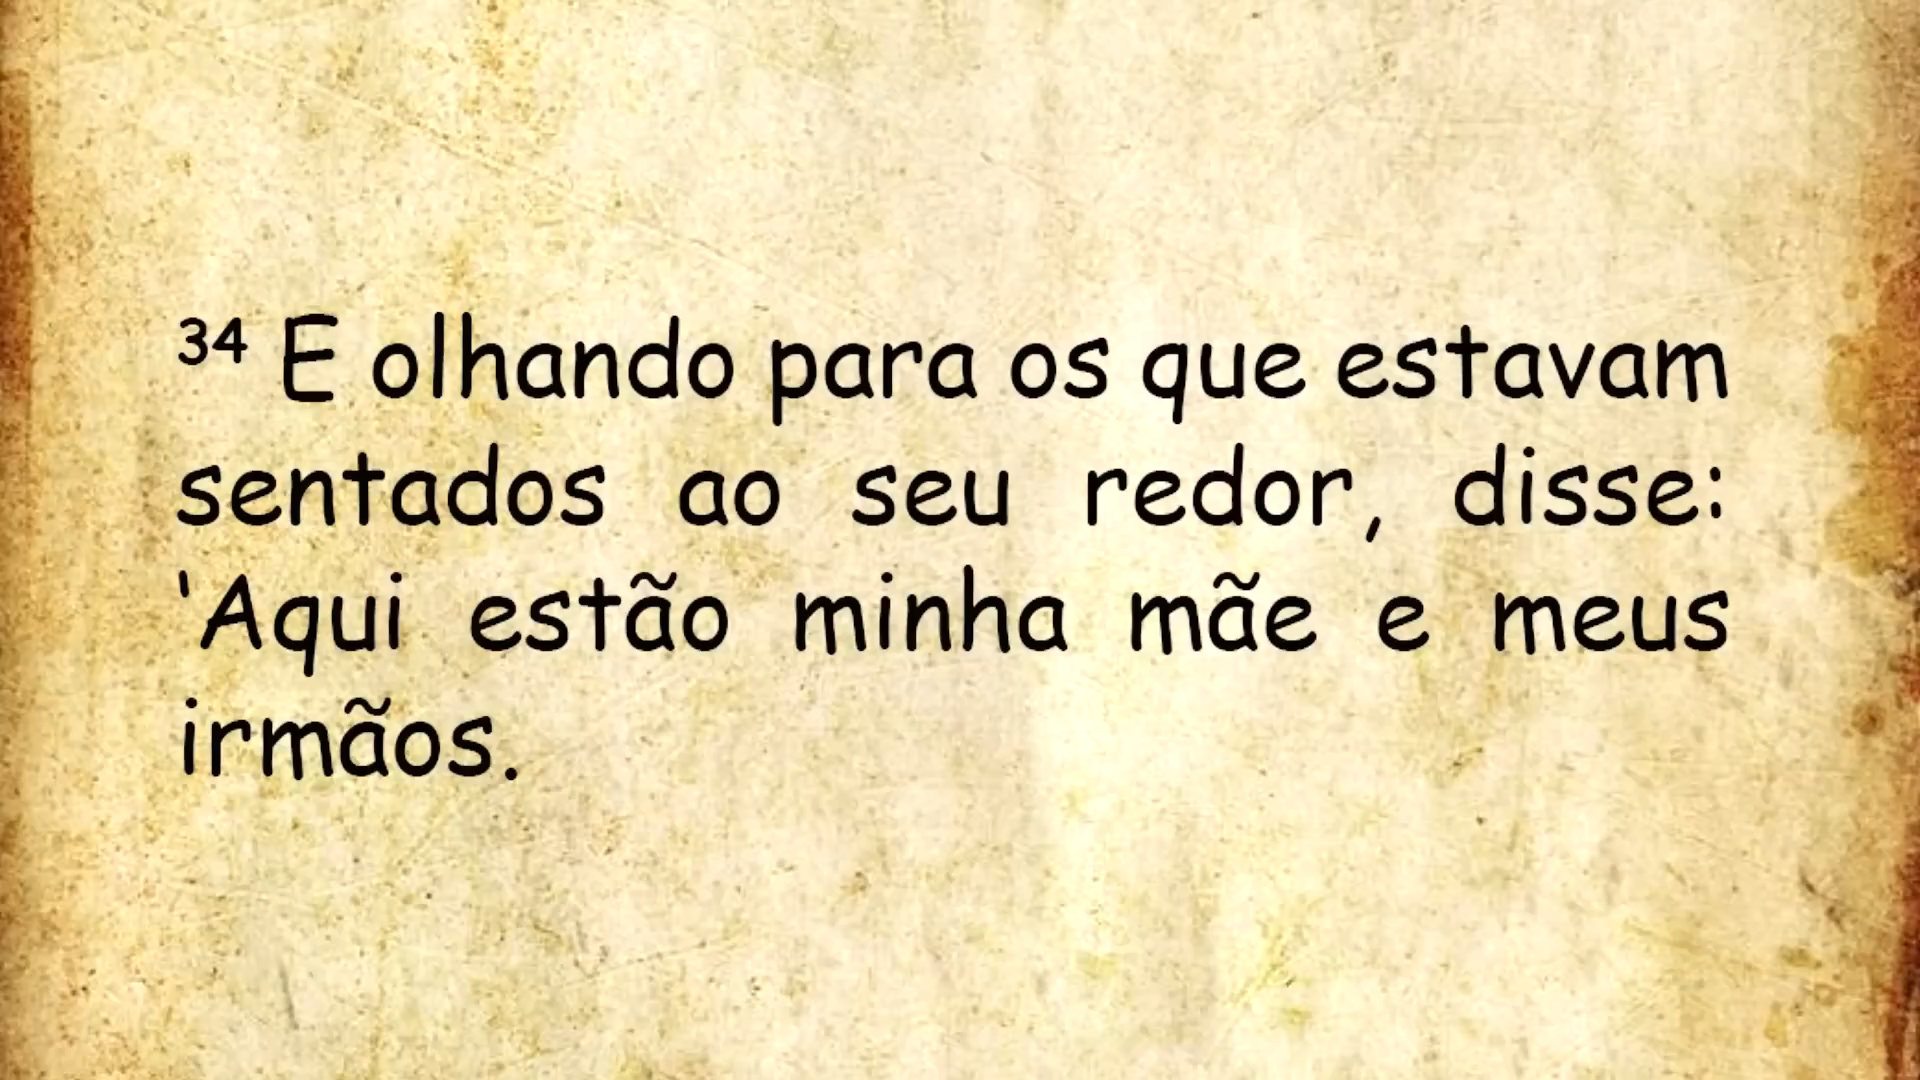 ³⁴ E olhando para os que estavam
sentados ao seu redor, disse:
‘Aqui estão minha mãe e meus
irmãos.